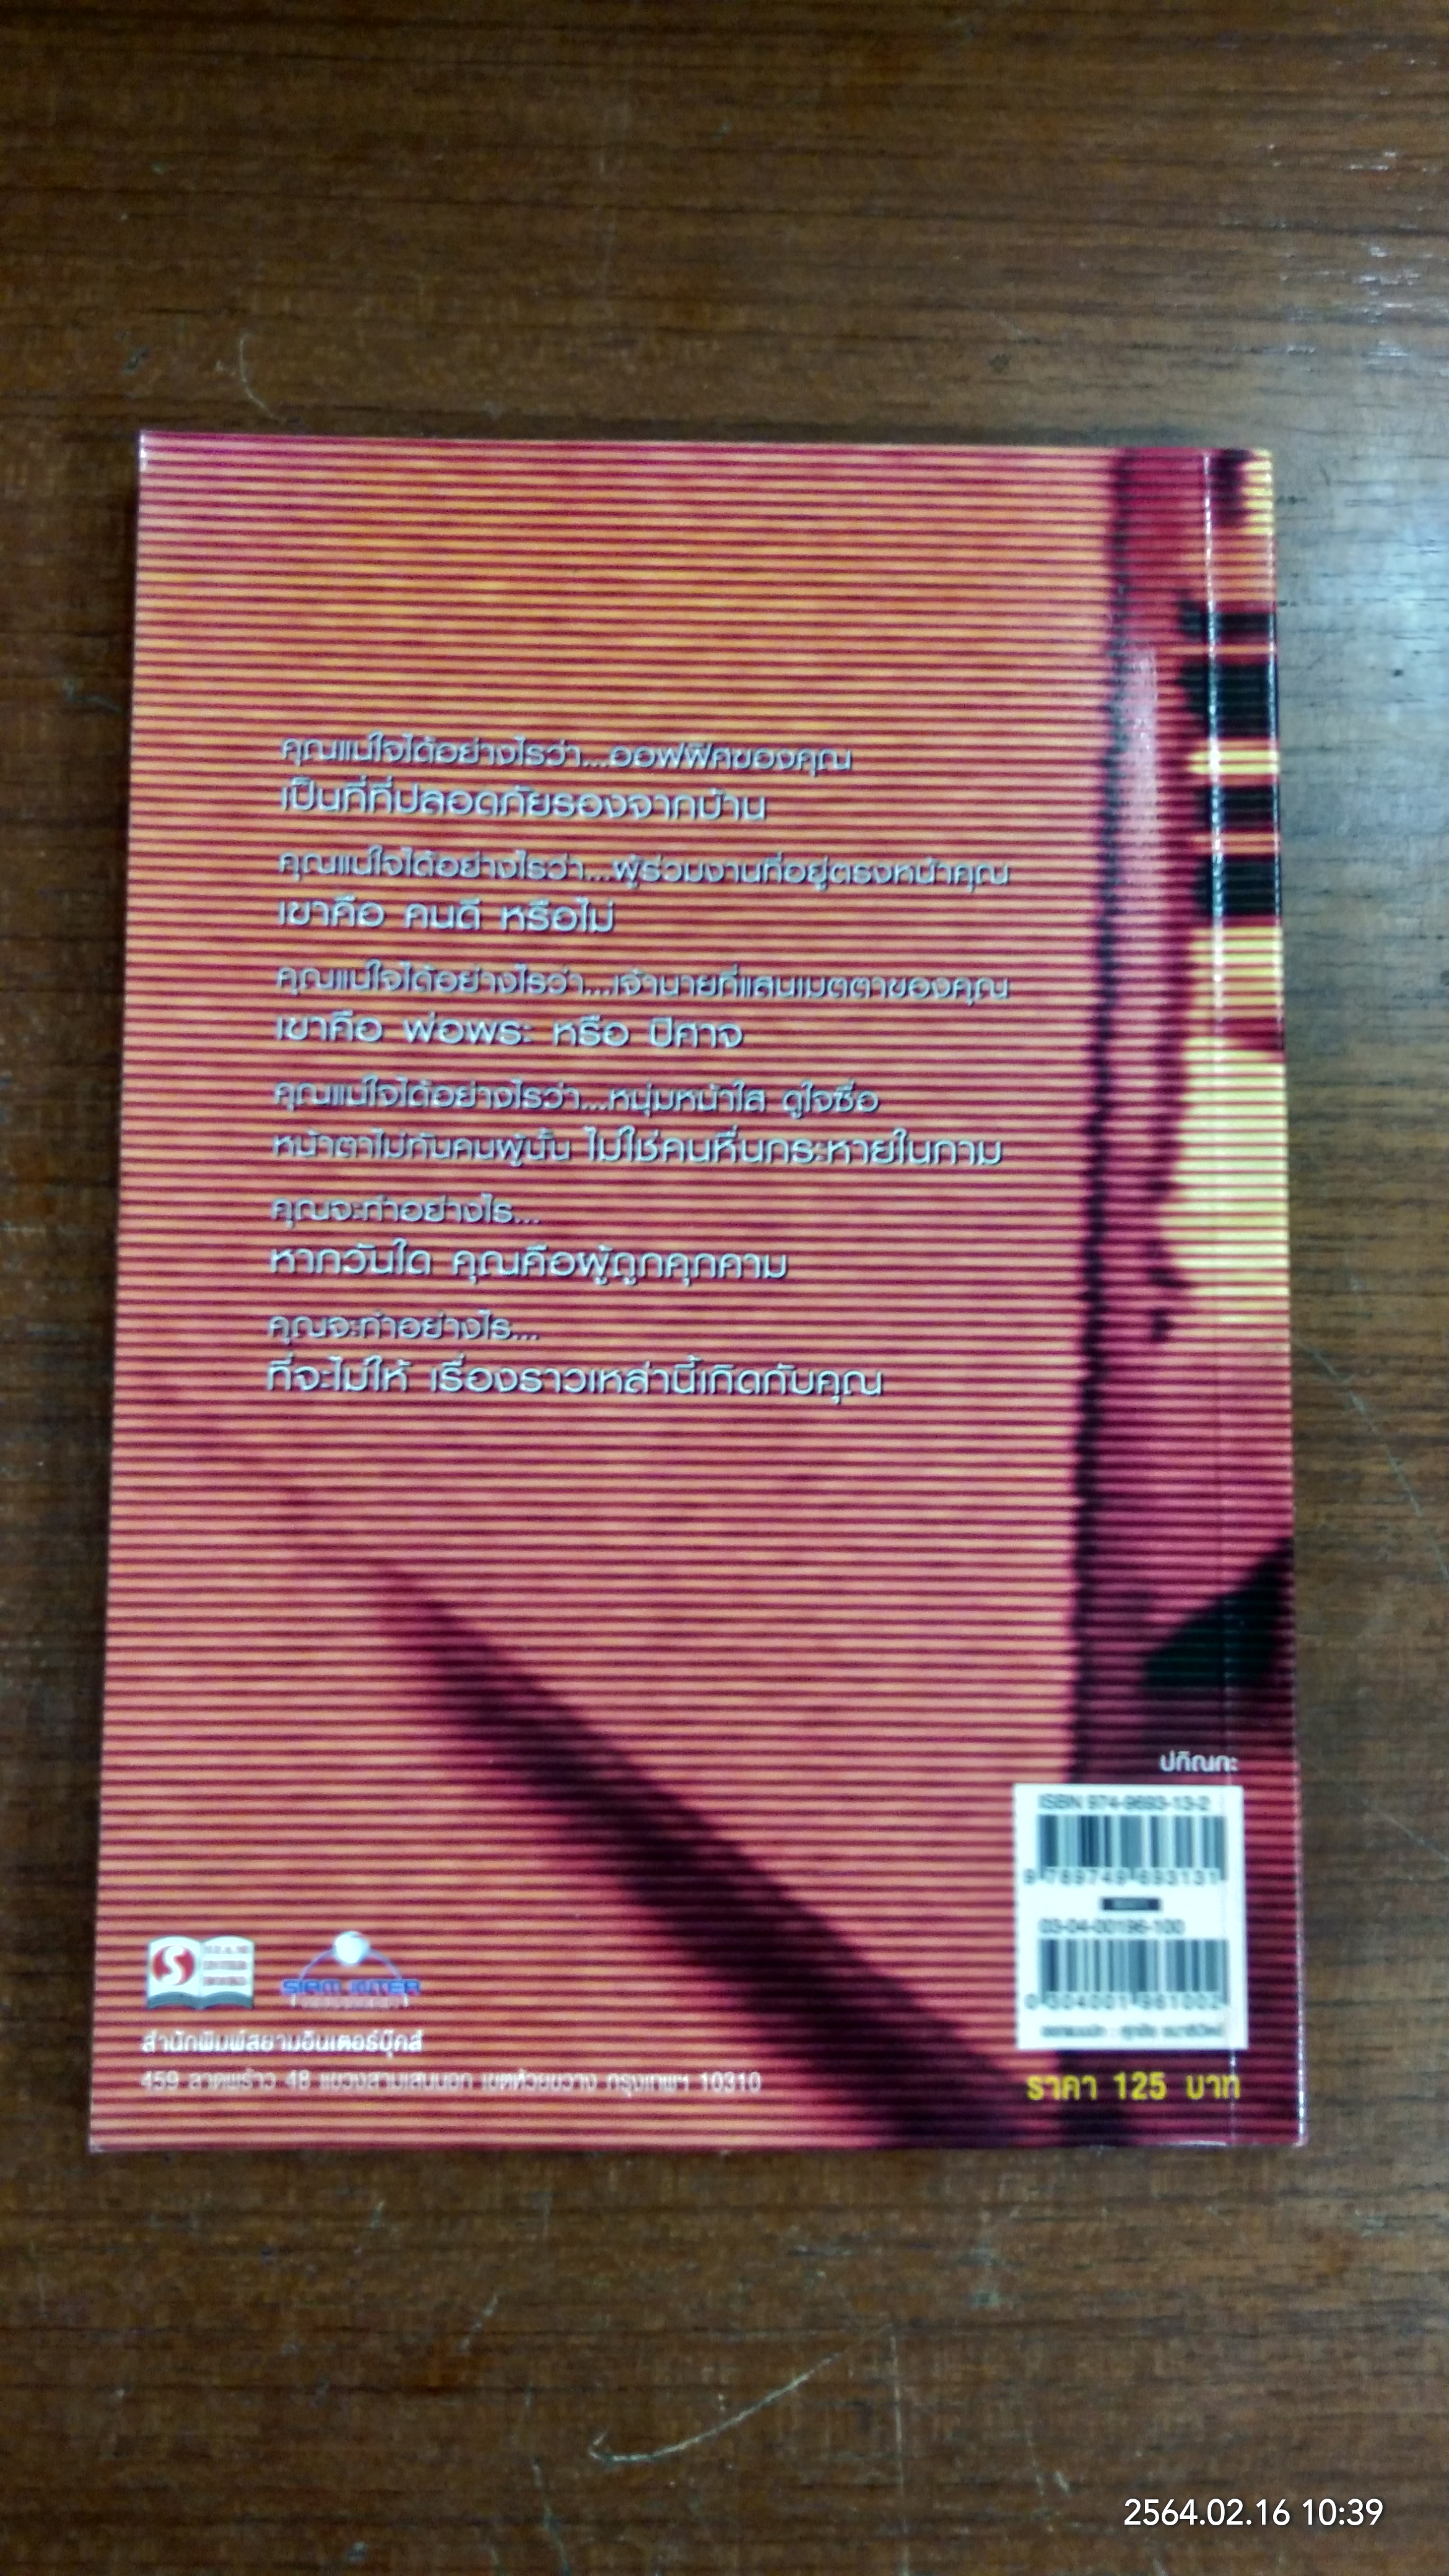 คุณแน่ใจได้อย่างไรว่า...ออฟฟิศของคุณ
เป็นที่ที่ปลอดภัยรองจากบ้าน
คุณแน่ใจได้อย่างไรว่า...ผู้ร่วมงานที่อยู่ตรงหน้าคุณ
เขาคือ คนดี หรือไม่
คุณแน่ใจได้อย่างไรว่า...เจ้านายที่แสนเมตตาของคุณ
เขาคือ พ่อพระ หรือ ปีศาจ
คุณแน่ใจได้อย่างไรว่า...หนุ่มหน้าใส ดูใจซื่อ
หน้าตาไม่ทันคนผู้นั้น ไม่ใช่คนหื่นกระหายในกาม
คุณจะทำอย่างไร...
หากวันใด คุณคือผู้ถูกคุกคาม
คุณจะทำอย่างไร...
ที่จะไม่ให้ เรื่องราวเหล่านี้เกิดกับคุณ
ปกิณกะ
ISBN 974-9693-13-2
9 789749 693131
03-04-00196-100
S SIAM INTER BOOKS
SIAM INTER
สำนักพิมพ์สยามอินเตอร์บุ๊คส์
459 ลาดพร้าว 48 แขวงสามเสนนอก เขตห้วยขวาง กรุงเทพฯ 10310
ราคา 125 บาท
2564.02.16 10:39